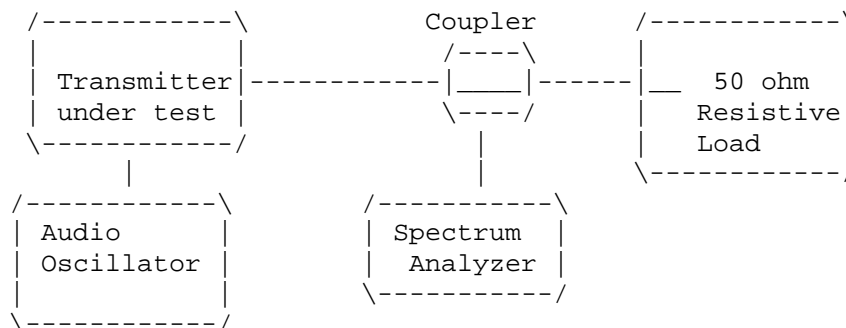 Coupler
Transmitter
under test
50 ohm
Resistive
Load
Audio
Oscillator
Spectrum
Analyzer